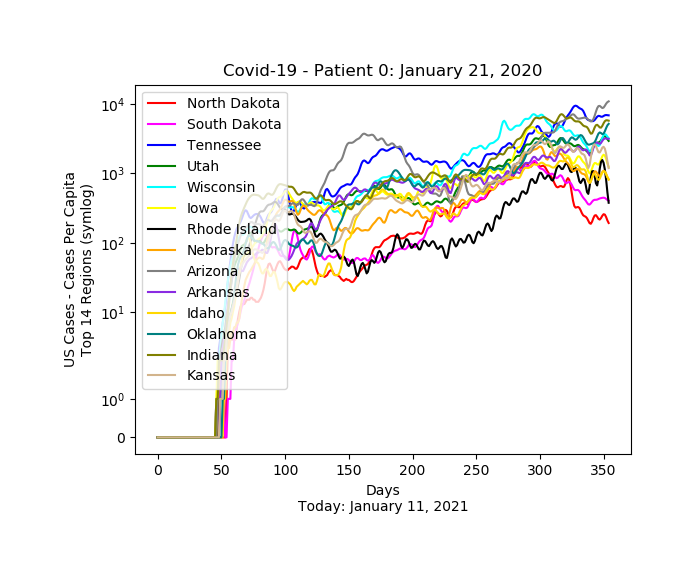 Covid-19 - Patient 0: January 21, 2020
US Cases - Cases Per Capita
Top 14 Regions (symlog)
10^4
10^3
10^2
10^1
10^0
0
North Dakota
South Dakota
Tennessee
Utah
Wisconsin
Iowa
Rhode Island
Nebraska
Arizona
Arkansas
Idaho
Oklahoma
Indiana
Kansas
0 50 100 150 200 250 300 350
Days
Today: January 11, 2021